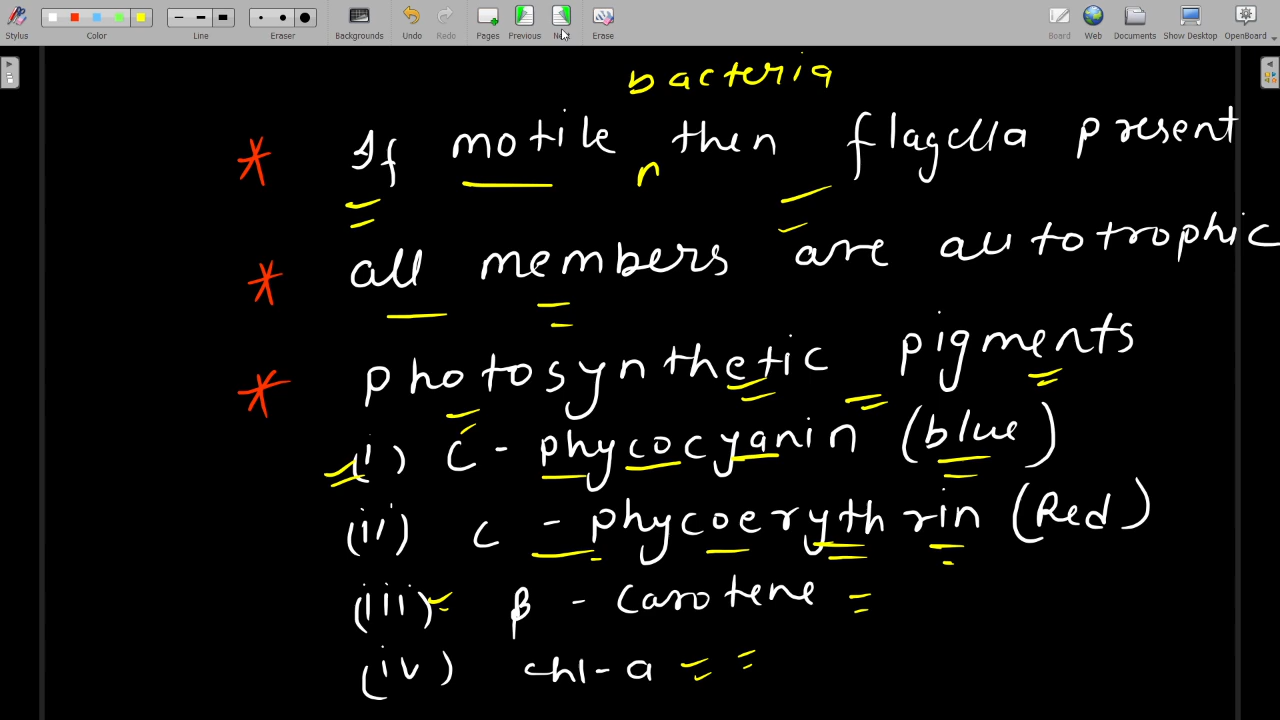 Stylus Color Line Eraser Backgrounds Undo Redo Pages Previous Erase Board Web Documents Show Desktop OpenBoard
bacteria
* If motile then flagella present
n
* all members are autotrophic
* photosynthetic pigments
(i) C - phycocyanin (blue)
(ii) C - phycoerythrin (Red)
(iii) β - carotene
(iv) chl - a